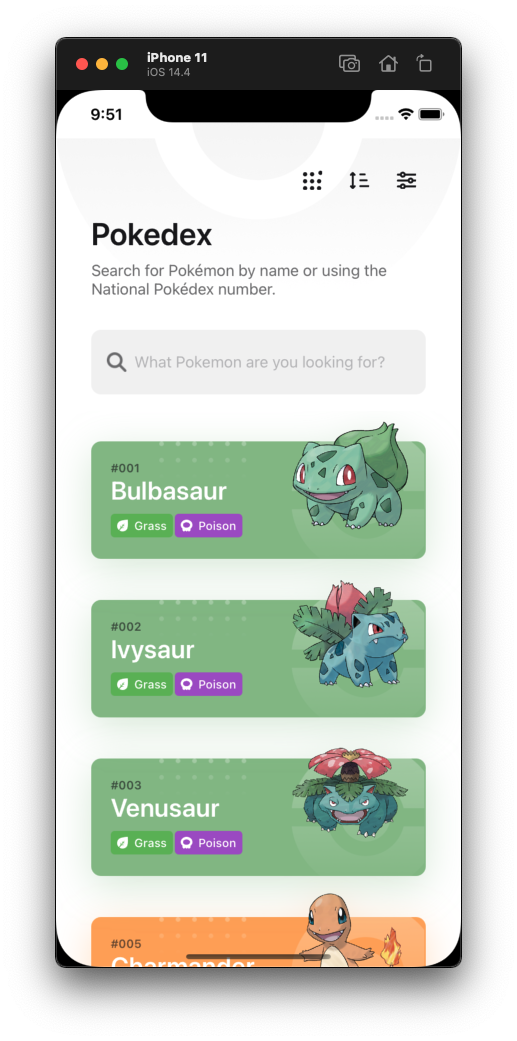 iPhone 11
iOS 14.4
9:51
Pokedex
Search for Pokémon by name or using the
National Pokédex number.
What Pokemon are you looking for?
#001
Bulbasaur
Grass Poison
#002
Ivysaur
Grass Poison
#003
Venusaur
Grass Poison
#005
Charmander